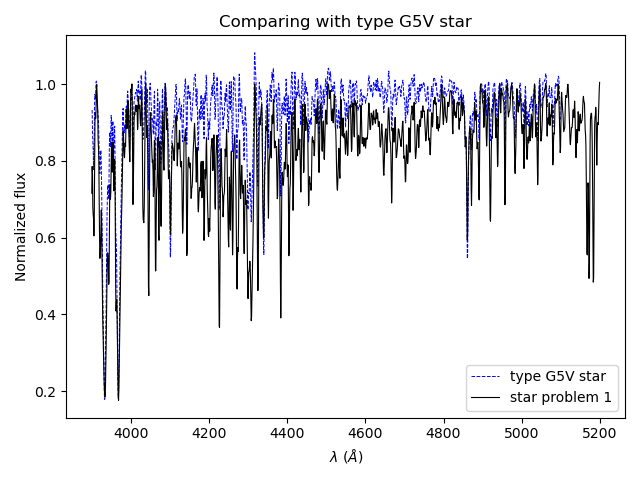 Comparing with type G5V star
Normalized flux
1.0
0.8
0.6
0.4
0.2
type G5V star
star problem 1
4000 4200 4400 4600 4800 5000 5200
λ (Å)